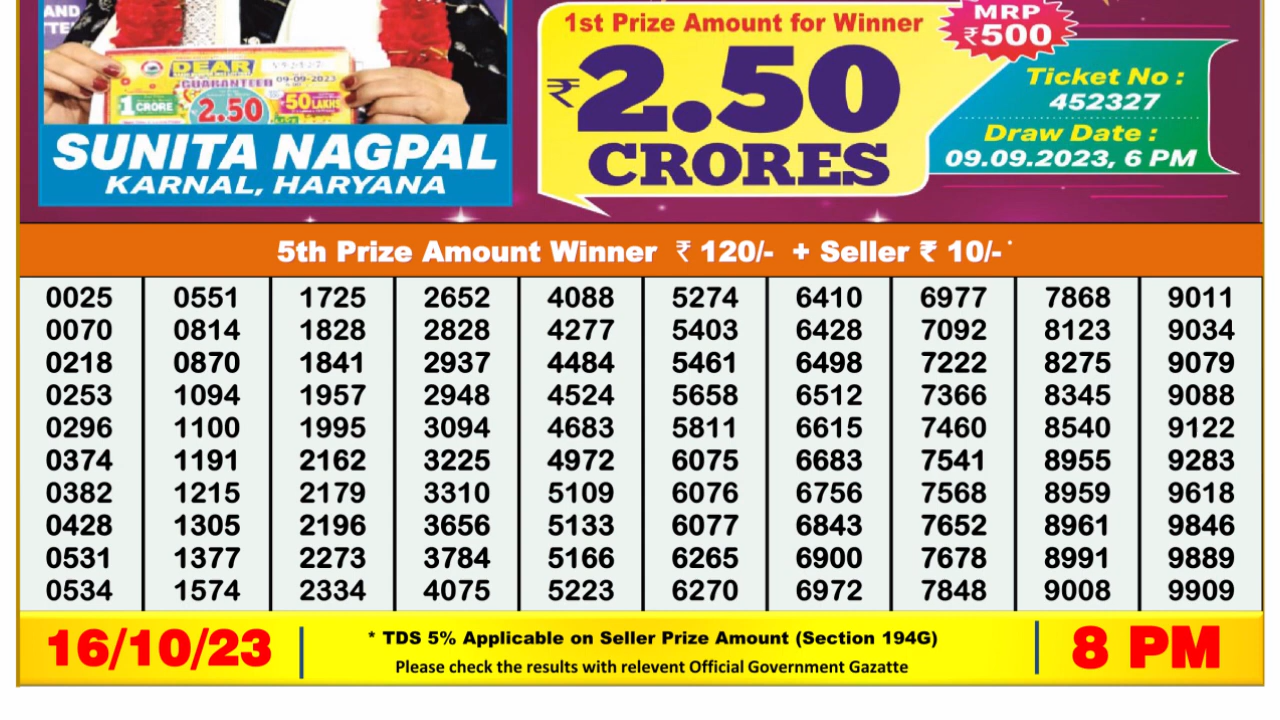 AND
DEAR
GUARANTEED 09-09-2023
1 CRORE 2.50 ₹50 LAKHS
SUNITA NAGPAL
KARNAL, HARYANA
1st Prize Amount for Winner
₹2.50
CRORES
MRP
₹500
Ticket No :
452327
Draw Date :
09.09.2023, 6 PM
5th Prize Amount Winner ₹ 120/- + Seller ₹ 10/- *
0025 0551 1725 2652 4088 5274 6410 6977 7868 9011
0070 0814 1828 2828 4277 5403 6428 7092 8123 9034
0218 0870 1841 2937 4484 5461 6498 7222 8275 9079
0253 1094 1957 2948 4524 5658 6512 7366 8345 9088
0296 1100 1995 3094 4683 5811 6615 7460 8540 9122
0374 1191 2162 3225 4972 6075 6683 7541 8955 9283
0382 1215 2179 3310 5109 6076 6756 7568 8959 9618
0428 1305 2196 3656 5133 6077 6843 7652 8961 9846
0531 1377 2273 3784 5166 6265 6900 7678 8991 9889
0534 1574 2334 4075 5223 6270 6972 7848 9008 9909
16/10/23
* TDS 5% Applicable on Seller Prize Amount (Section 194G)
Please check the results with relevent Official Government Gazatte
8 PM